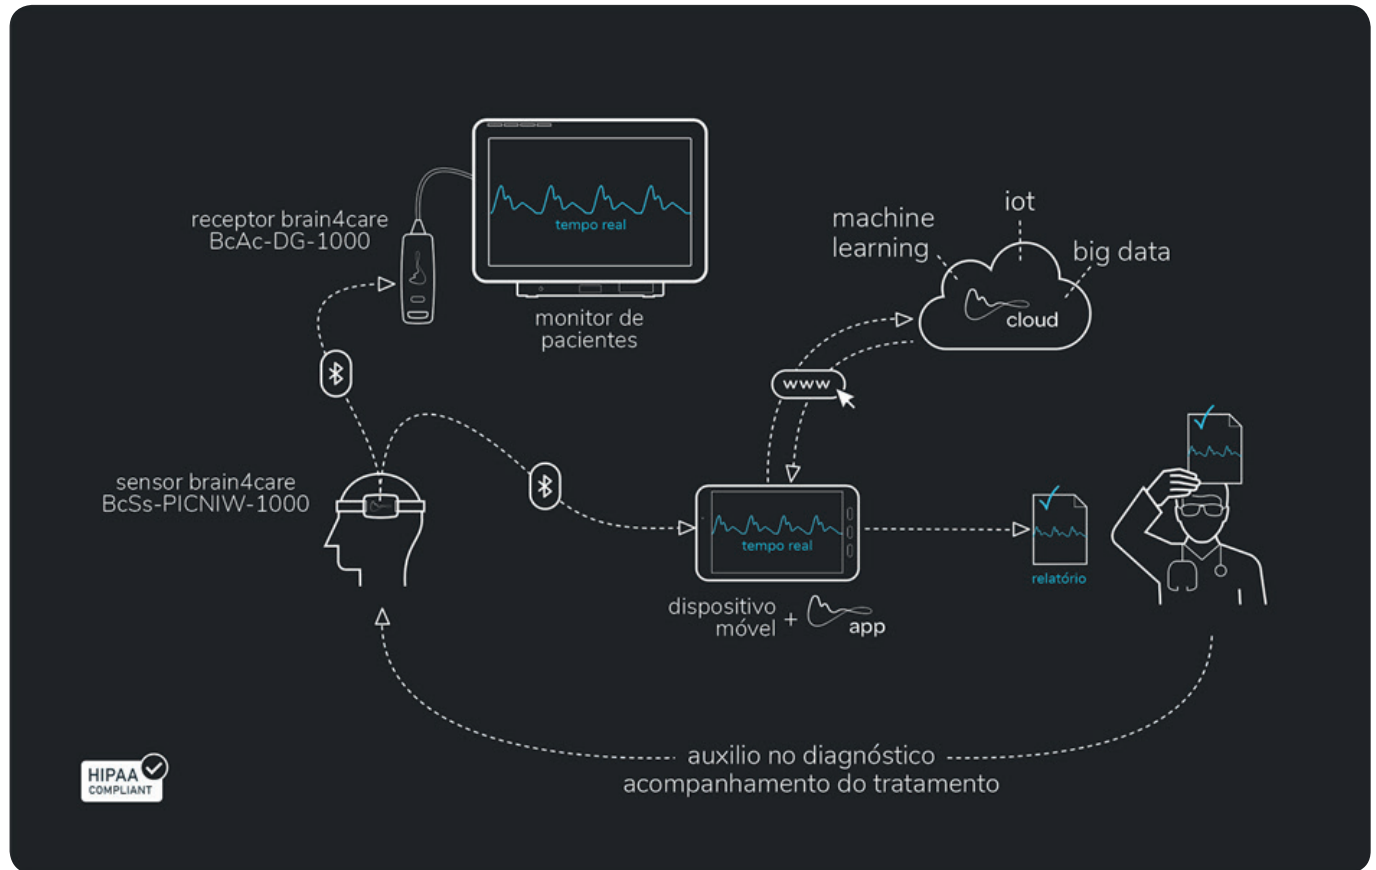 receptor brain4care
BcAc-DG-1000
tempo real
monitor de
pacientes
machine
learning
iot
big data
cloud
www
sensor brain4care
BcSs-PICNIW-1000
tempo real
dispositivo
móvel +
app
relatório
auxilio no diagnóstico
acompanhamento do tratamento
HIPAA
COMPLIANT